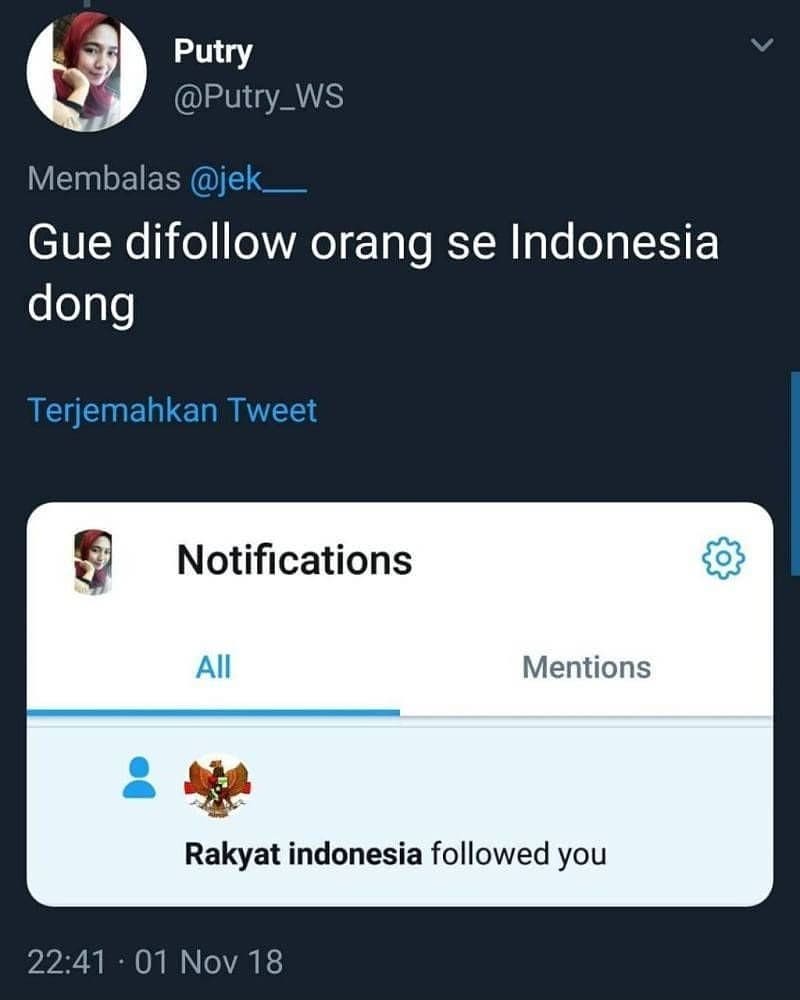 Putry
@Putry_WS
Membalas @jek___
Gue difollow orang se Indonesia
dong
Terjemahkan Tweet
Notifications
All
Mentions
Rakyat indonesia followed you
22:41 · 01 Nov 18